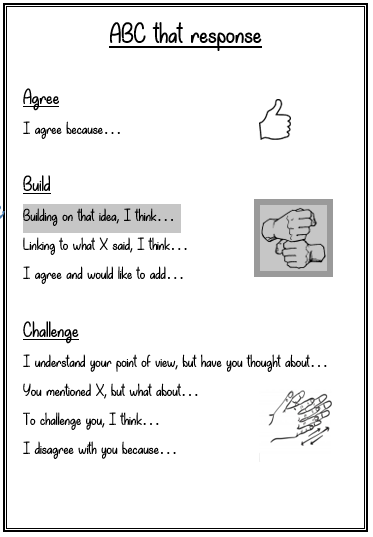 ABC that response
Agree
I agree because...
Build
Building on that idea, I think...
Linking to what X said, I think...
I agree and would like to add...
Challenge
I understand your point of view, but have you thought about...
You mentioned X, but what about...
To challenge you, I think...
I disagree with you because...